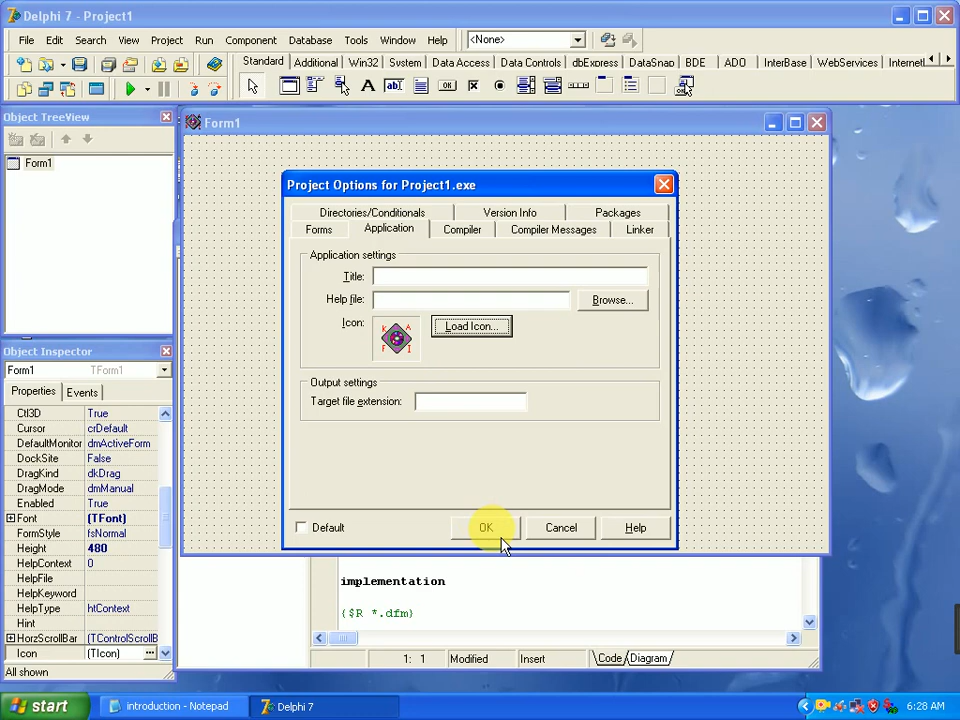 Delphi 7 - Project1
File Edit Search View Project Run Component Database Tools Window Help <None>
Standard Additional Win32 System Data Access Data Controls dbExpress DataSnap BDE ADO InterBase WebServices Internet
Object TreeView
Form1
Form1
Project Options for Project1.exe
Directories/Conditionals Version Info Packages
Forms Application Compiler Compiler Messages Linker
Application settings
Title:
Help file: Browse...
Icon: Load Icon...
K A F I
Output settings
Target file extension:
Default OK Cancel Help
Object Inspector
Form1 TForm1
Properties Events
Ctl3D True
Cursor crDefault
DefaultMonitor dmActiveForm
DockSite False
DragKind dkDrag
DragMode dmManual
Enabled True
Font (TFont)
FormStyle fsNormal
Height 480
HelpContext 0
HelpFile
HelpKeyword
HelpType htContext
Hint
HorzScrollBar (TControlScrollB
Icon (TIcon) ...
All shown
implementation
{$R *.dfm}
1: 1 Modified Insert Code Diagram
start introduction - Notepad Delphi 7 6:28 AM